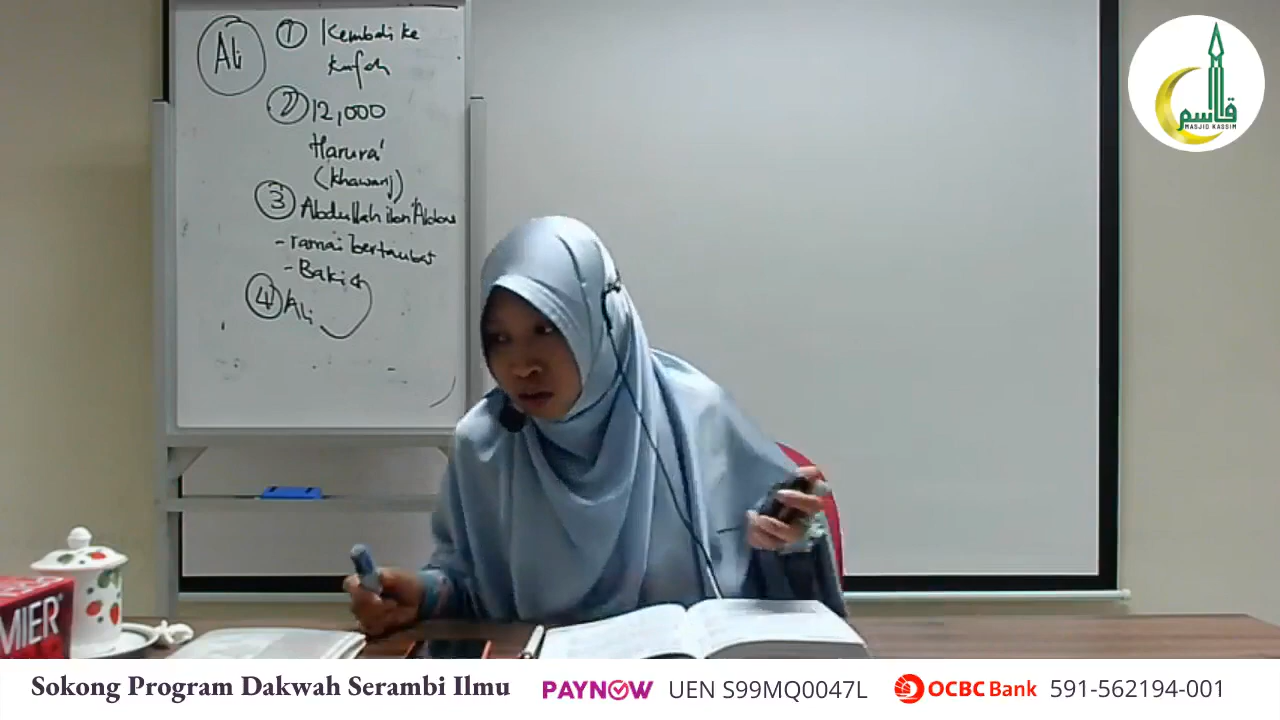 Ali
① Kembali ke
Kufah
② 12,000
Harura'
(Khawarij)
③ Abdullah ibn Abbas
- ramai bertaubat
- Baki
④ Ali
قاسم
MASJID KASSIM
MIER
Sokong Program Dakwah Serambi Ilmu
PAYNOW UEN S99MQ0047L
OCBC Bank 591-562194-001